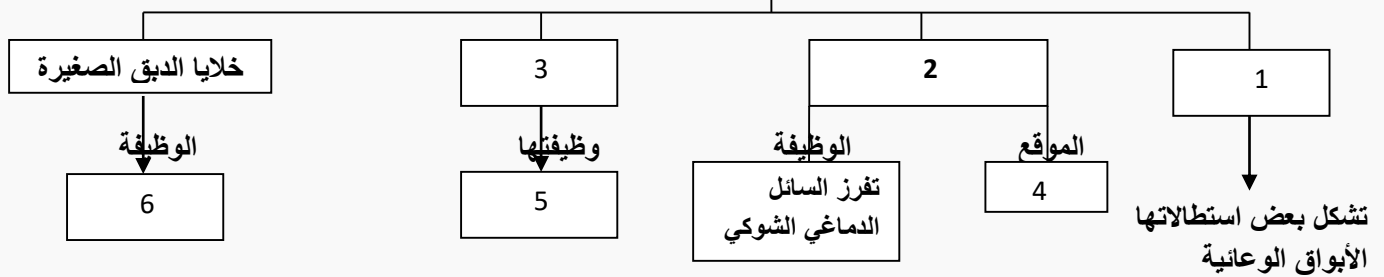 1
2
3
خلايا الدبق الصغيرة
الموقع
الوظيفة
وظيفتها
الوظيفة
4
تفرز السائل
الدماغي الشوكي
5
6
تشكل بعض استطالاتها
الأبواق الوعائية